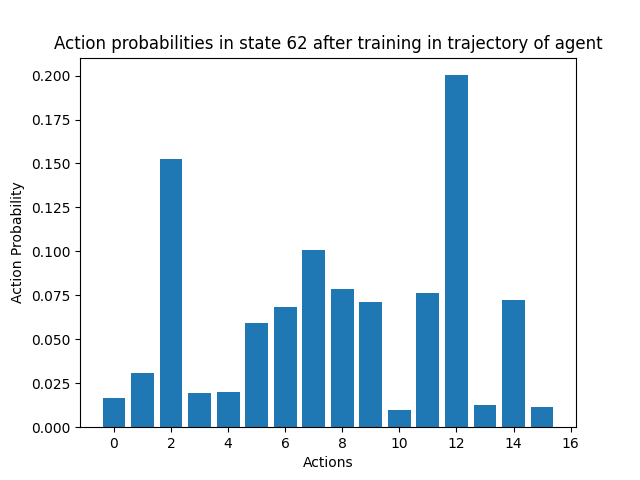 Action probabilities in state 62 after training in trajectory of agent
0.200
0.175
0.150
0.125
0.100
0.075
0.050
0.025
0.000
Action Probability
0 2 4 6 8 10 12 14 16
Actions